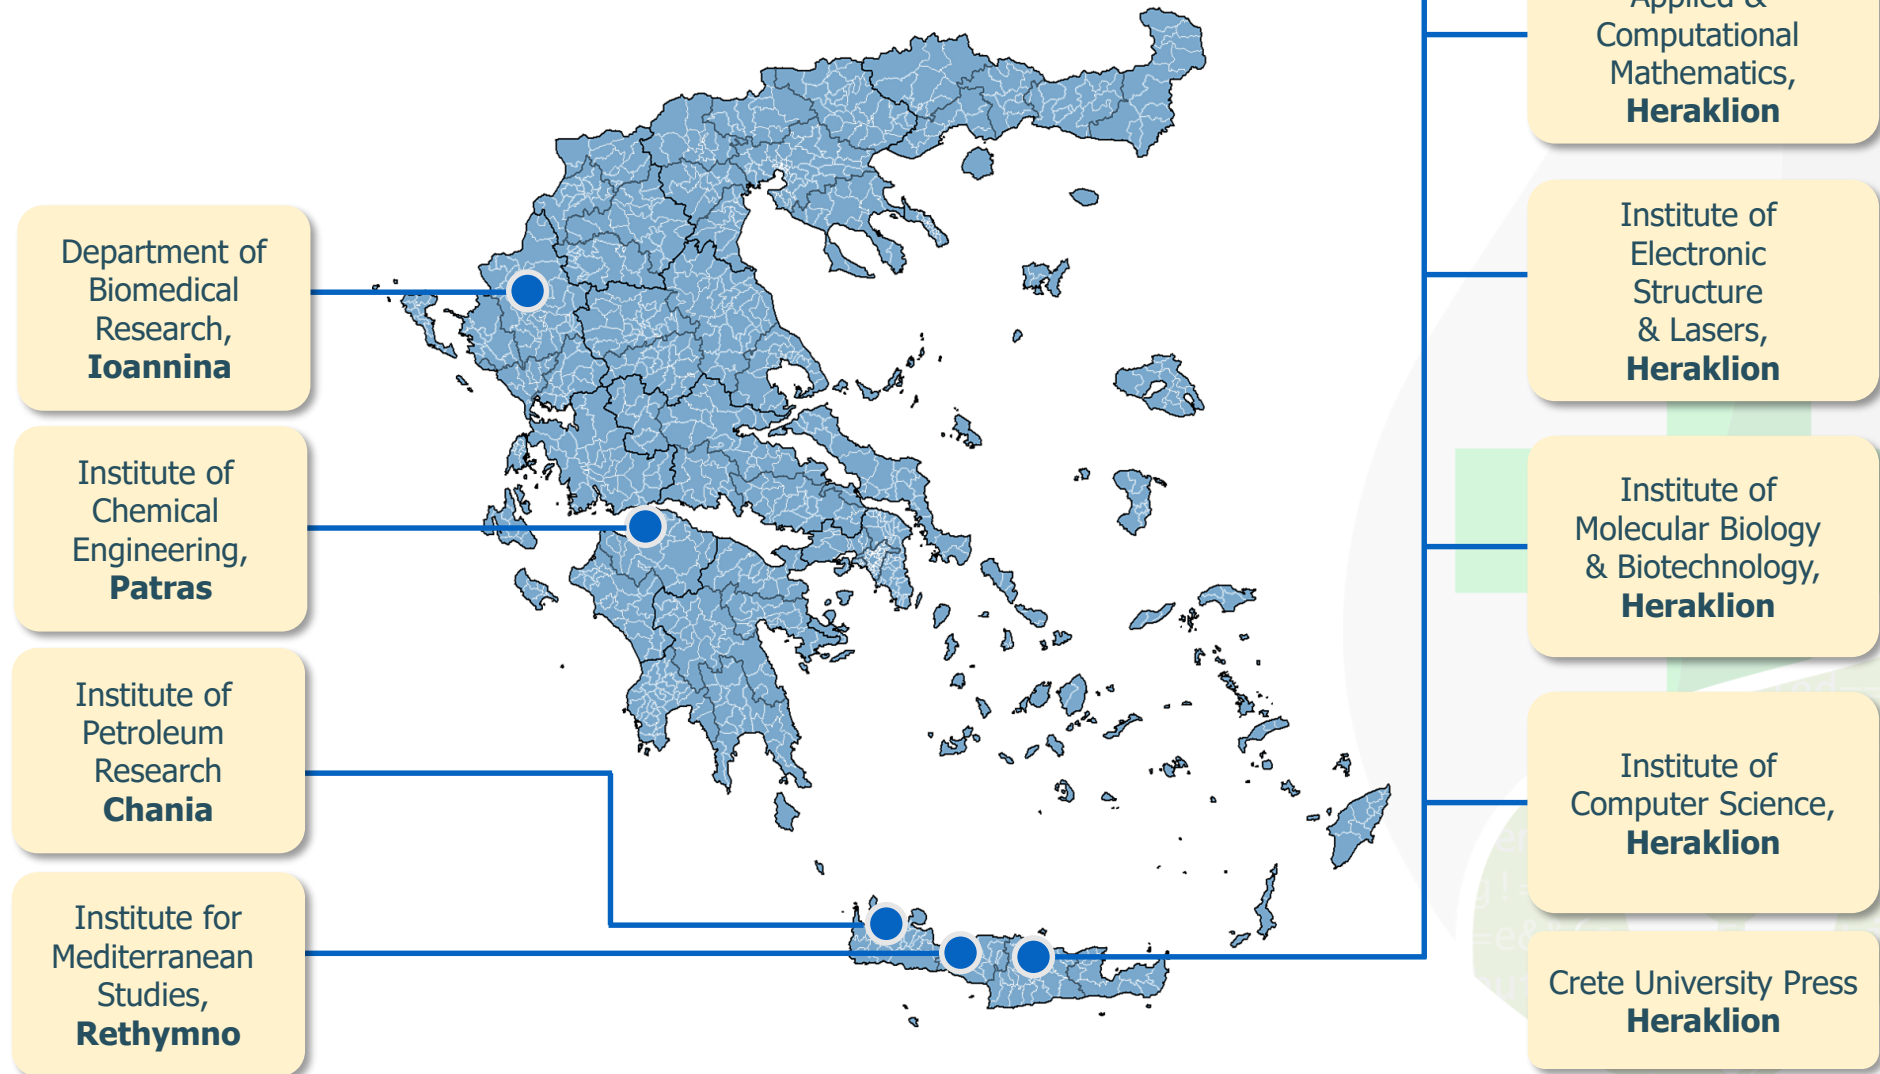 Department of
Biomedical
Research,
Ioannina
Institute of
Chemical
Engineering,
Patras
Institute of
Petroleum
Research
Chania
Institute for
Mediterranean
Studies,
Rethymno
Applied &
Computational
Mathematics,
Heraklion
Institute of
Electronic
Structure
& Lasers,
Heraklion
Institute of
Molecular Biology
& Biotechnology,
Heraklion
Institute of
Computer Science,
Heraklion
Crete University Press
Heraklion